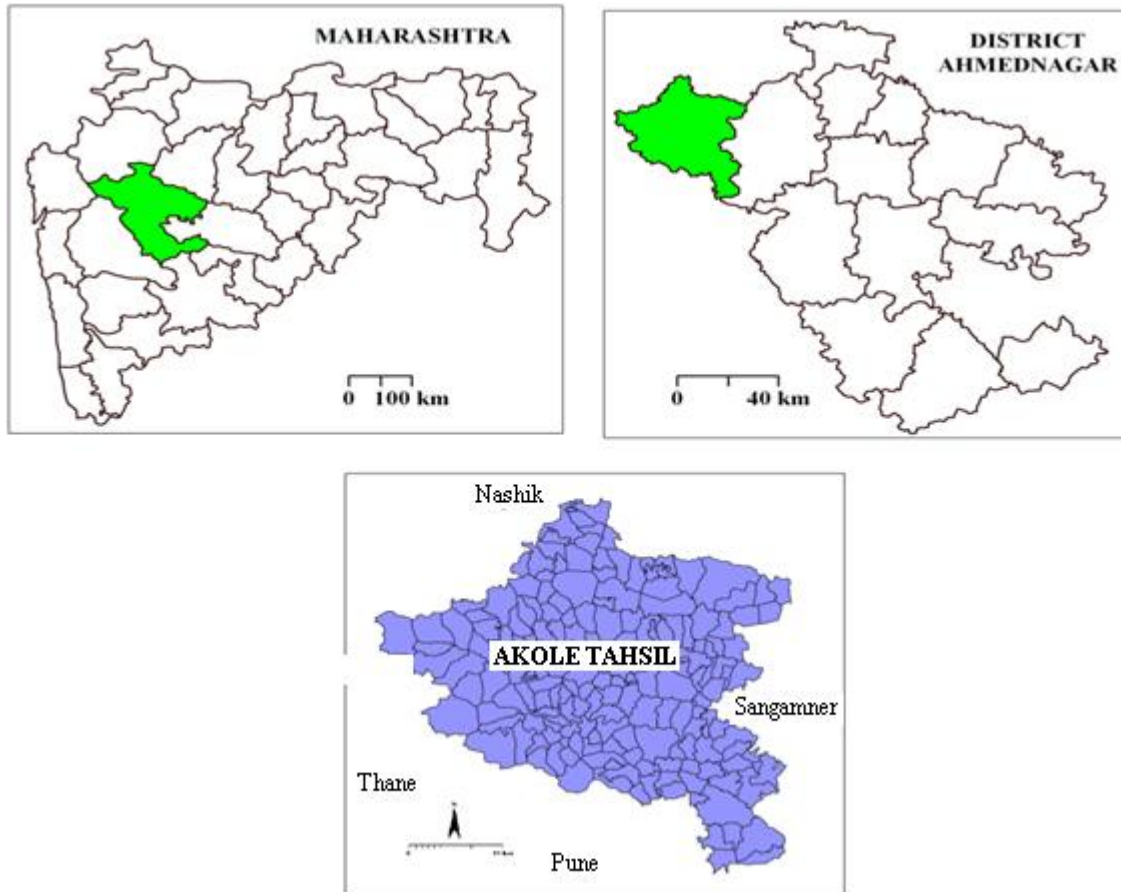 MAHARASHTRA
0 100 km
DISTRICT
AHMEDNAGAR
0 40 km
Nashik
AKOLE TAHSIL
Sangamner
Thane
Pune